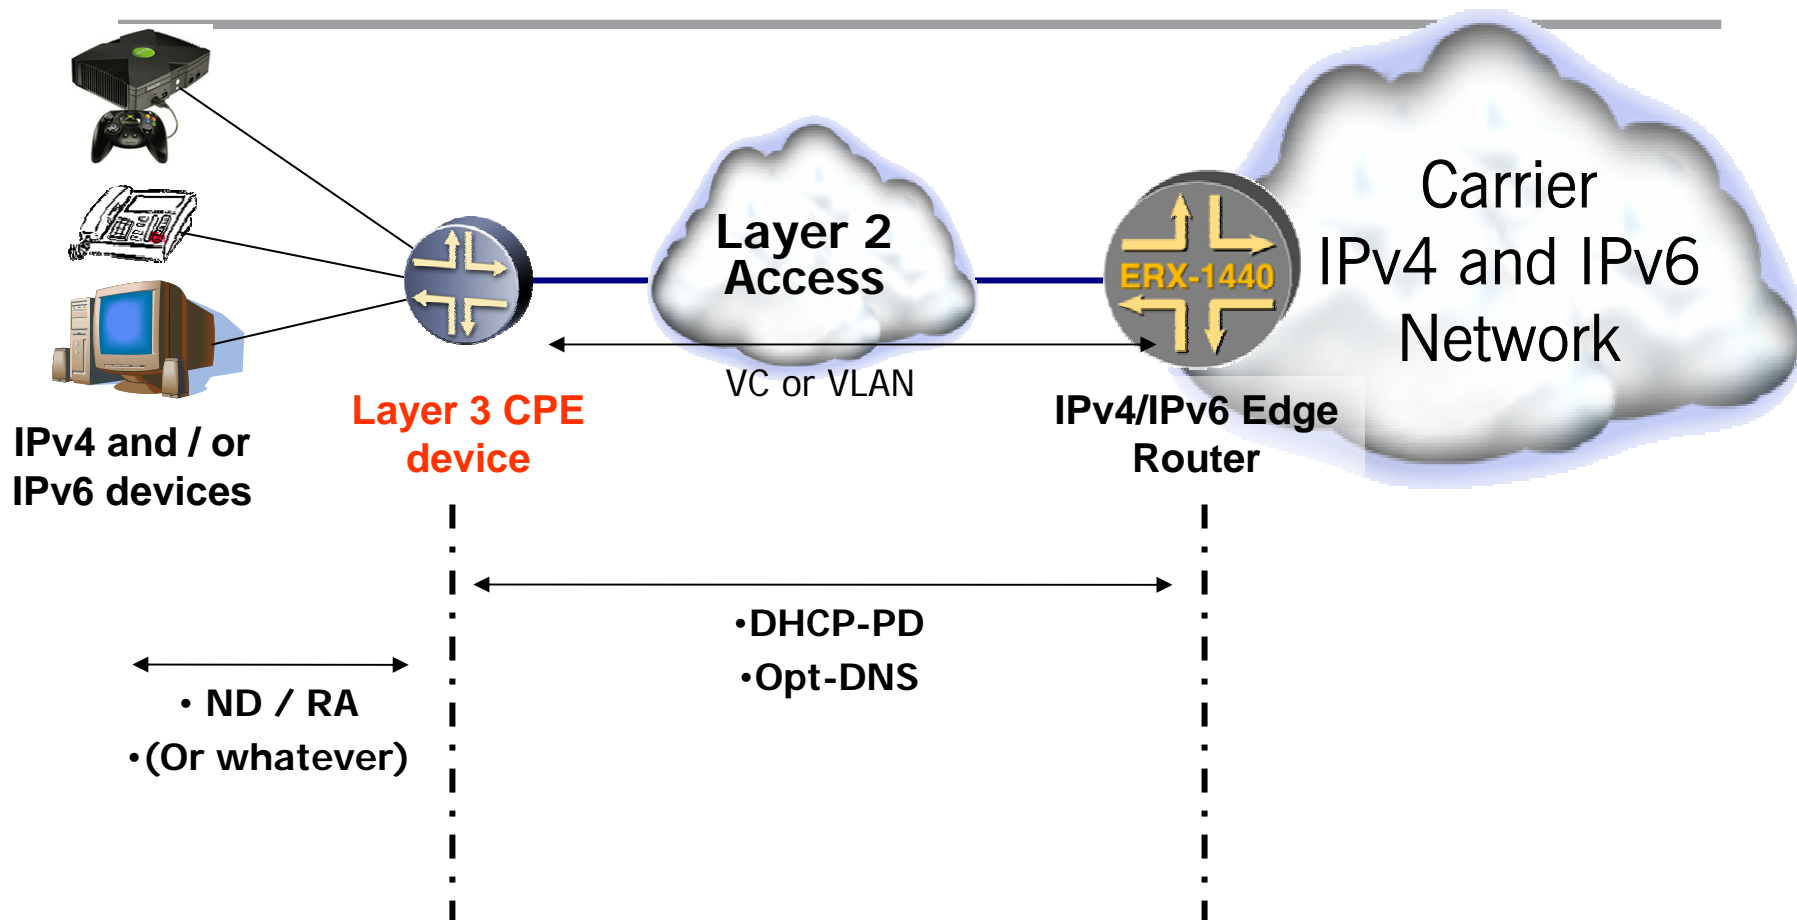 Layer 2
Access
ERX-1440
Carrier
IPv4 and IPv6
Network
VC or VLAN
IPv4 and / or
IPv6 devices
Layer 3 CPE
device
IPv4/IPv6 Edge
Router
•DHCP-PD
•Opt-DNS
• ND / RA
•(Or whatever)